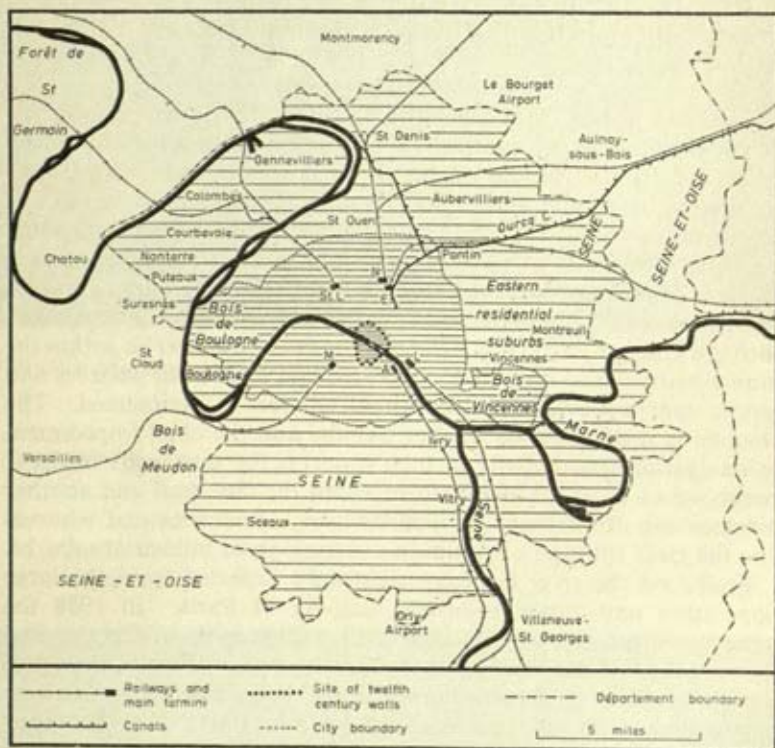 Montmorency
Forêt de
St
Germain
Le Bourget
Airport
St Denis
Aulnay-
sous-Bois
Gennevilliers
Colombes
Aubervilliers
St Ouen
Ourcq C.
SEINE
SEINE-ET-OISE
Courbevoie
Chatou
Nanterre
Pantin
Puteaux
St.L.
N
E
Eastern
residential
suburbs
Suresnes
Bois
de
Boulogne
Montreuil
Vincennes
St
Cloud
Boulogne
M
A
L
Bois
de
Vincennes
Marne
Bois
de
Meudon
Versailles
Ivry
SEINE
Vitry
Seine
Sceaux
SEINE-ET-OISE
Orly
Airport
Villeneuve-
St. Georges
Railways and
main termini
Site of twelfth
century walls
Département boundary
Canals
City boundary
5 miles